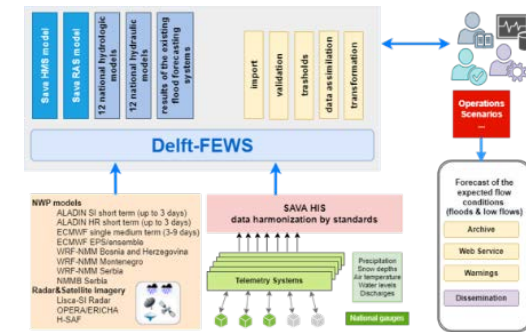 Sava HMS model
Sava RAS model
12 national hydrologic
models
12 national hydraulic
models
results of the existing
flood forecasting
systems
import
validation
trasholds
data assimilation
transformation
Delft-FEWS
Operations
Scenarios
...
NWP models
ALADIN SI short term (up to 3 days)
ALADIN HR short term (up to 3 days)
ECMWF single medium term (3-9 days)
ECMWF EPS/ensemble
WRF-NMM Bosnia and Herzegovina
WRF-NMM Montenegro
WRF-NMM Serbia
NMMB Serbia
Radar&Satellite Imagery
Lisca-SI Radar
OPERA/ERICHA
H-SAF
SAVA HIS
data harmonization by standards
Telemetry Systems
Precipitation
Snow depths
Air temperature
Water levels
Discharges
National gauges
Forecast of the
expected flow
conditions
(floods & low flows)
Archive
Web Service
Warnings
Dissemination